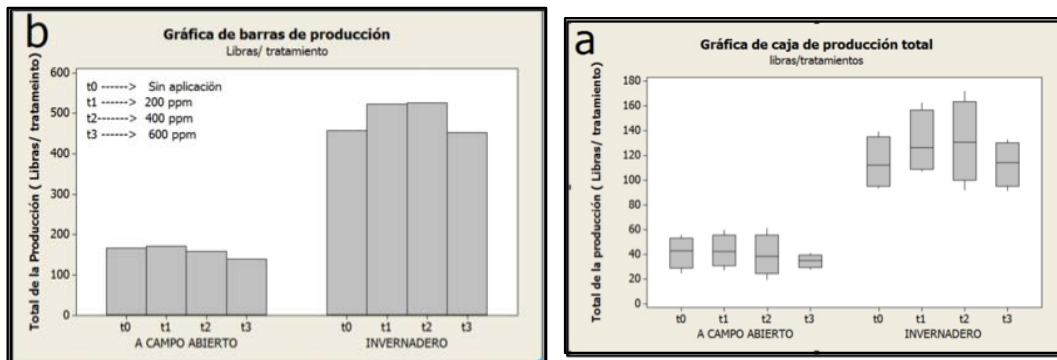 b
Gráfica de barras de producción
Libras/ tratamiento
Total de la Producción ( Libras/ tratameinto)
600
500
400
300
200
100
0
t0 ------> Sin aplicación
t1 -----> 200 ppm
t2------> 400 ppm
t3 ------> 600 ppm
t0 t1 t2 t3 t0 t1 t2 t3
A CAMPO ABIERTO INVERNADERO
a
Gráfica de caja de producción total
libras/tratamientos
Total de la producción ( Libras/ tratamiento)
180
160
140
120
100
80
60
40
20
0
t0 t1 t2 t3 t0 t1 t2 t3
A CAMPO ABIERTO INVERNADERO